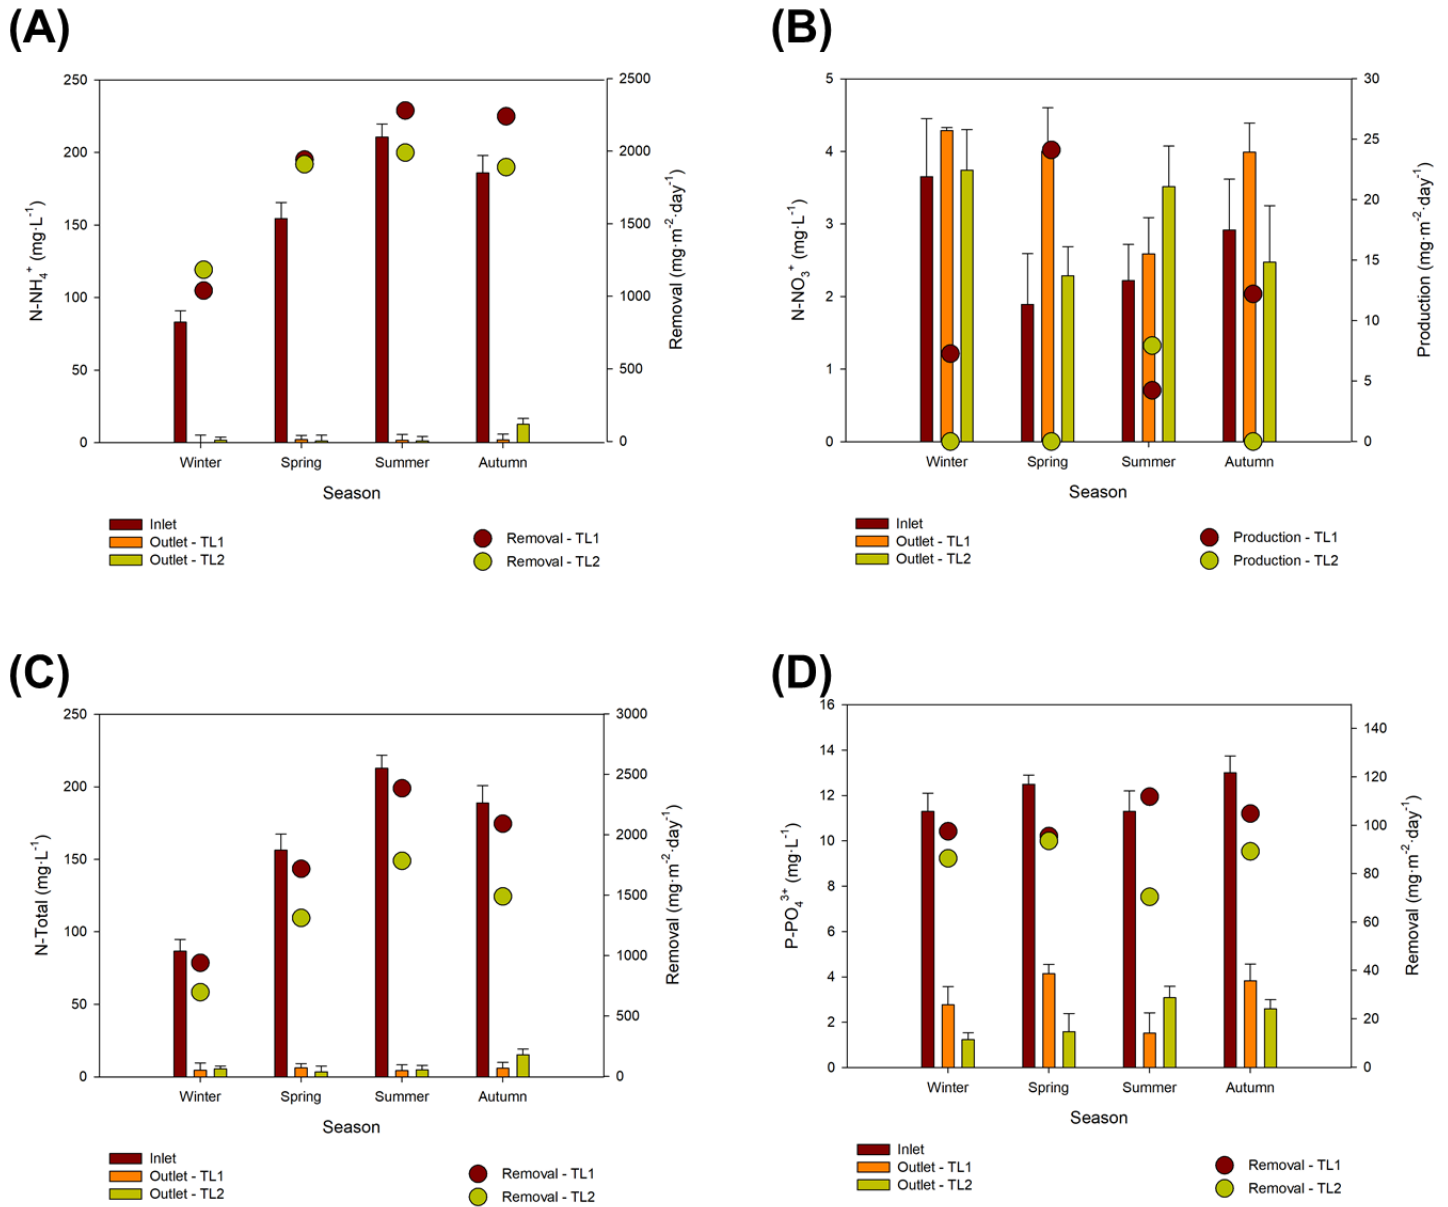 (A)
250
200
150
100
50
0
N-NH4+ (mg·L-1)
2500
2000
1500
1000
500
0
Removal (mg·m-2·day-1)
Winter Spring Summer Autumn
Season
Inlet
Outlet - TL1
Outlet - TL2
Removal - TL1
Removal - TL2
(B)
5
4
3
2
1
0
N-NO3+ (mg·L-1)
30
25
20
15
10
5
0
Production (mg·m-2·day-1)
Winter Spring Summer Autumn
Season
Inlet
Outlet - TL1
Outlet - TL2
Production - TL1
Production - TL2
(C)
250
200
150
100
50
0
N-Total (mg·L-1)
3000
2500
2000
1500
1000
500
0
Removal (mg·m-2·day-1)
Winter Spring Summer Autumn
Season
Inlet
Outlet - TL1
Outlet - TL2
Removal - TL1
Removal - TL2
(D)
16
14
12
10
8
6
4
2
0
P-PO43+ (mg·L-1)
140
120
100
80
60
40
20
0
Removal (mg·m-2·day-1)
Winter Spring Summer Autumn
Season
Inlet
Outlet - TL1
Outlet - TL2
Removal - TL1
Removal - TL2